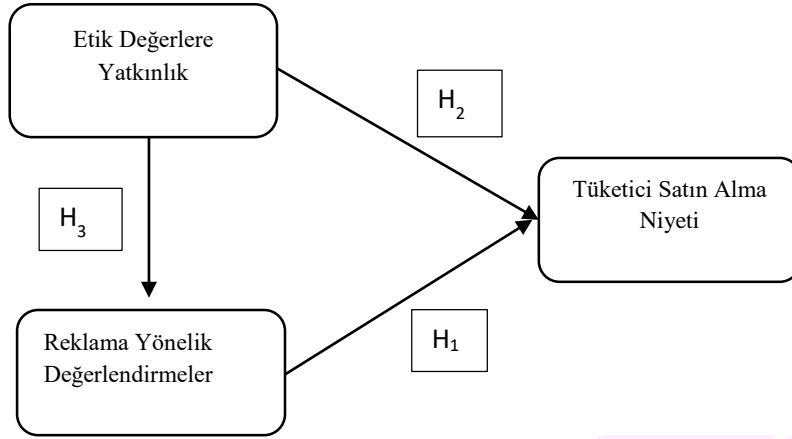 Etik Değerlere
Yatkınlık
H2
Tüketici Satın Alma
Niyeti
H3
Reklama Yönelik
Değerlendirmeler
H1